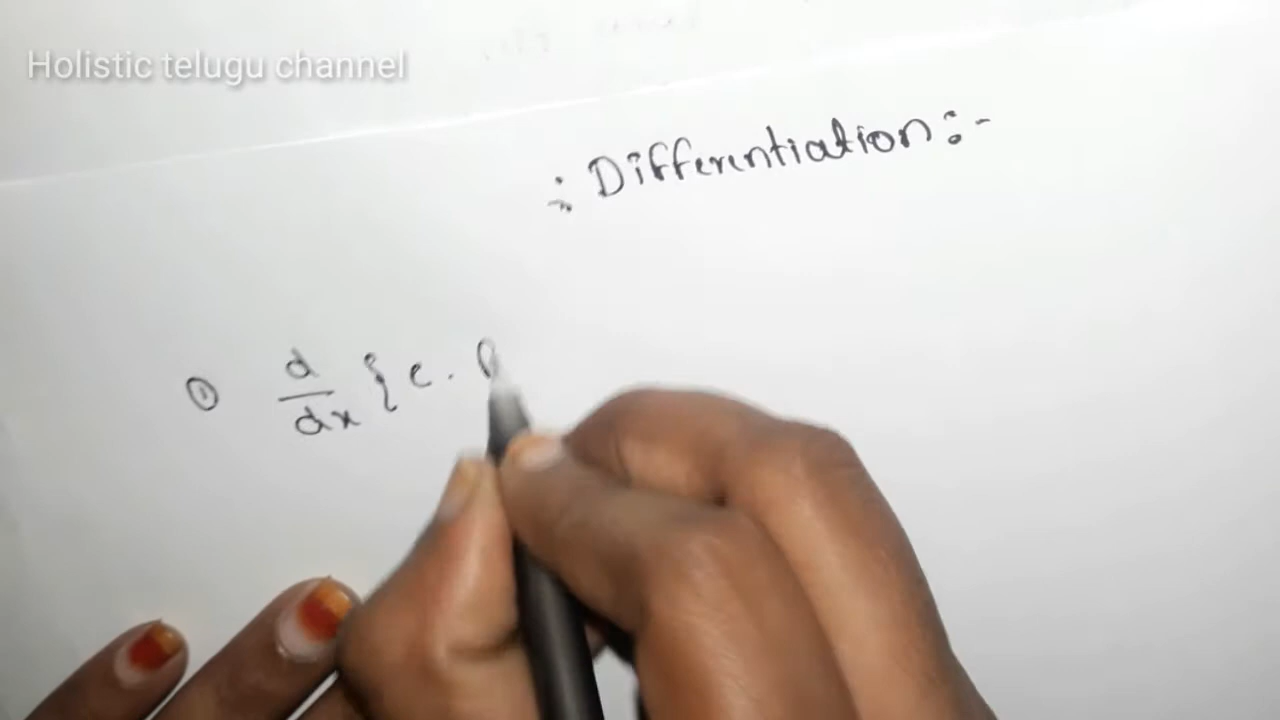 Holistic telugu channel
:Differentiation:-
① d/dx { c .